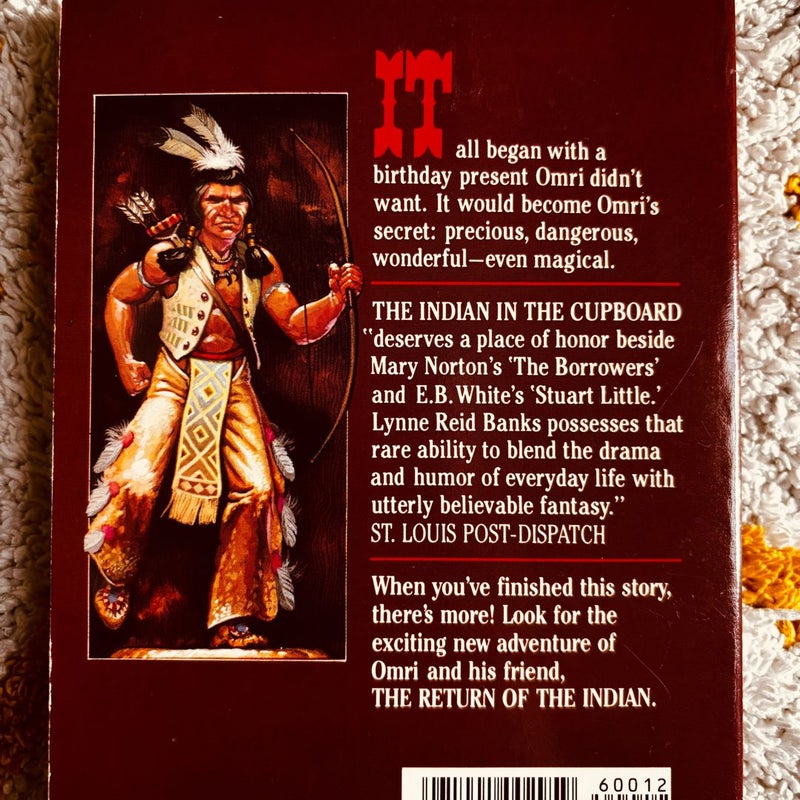 IT
all began with a
birthday present Omri didn't
want. It would become Omri's
secret: precious, dangerous,
wonderful—even magical.
THE INDIAN IN THE CUPBOARD
"deserves a place of honor beside
Mary Norton's 'The Borrowers'
and E.B. White's 'Stuart Little.'
Lynne Reid Banks possesses that
rare ability to blend the drama
and humor of everyday life with
utterly believable fantasy."
ST. LOUIS POST-DISPATCH
When you've finished this story,
there's more! Look for the
exciting new adventure of
Omri and his friend,
THE RETURN OF THE INDIAN.
60012